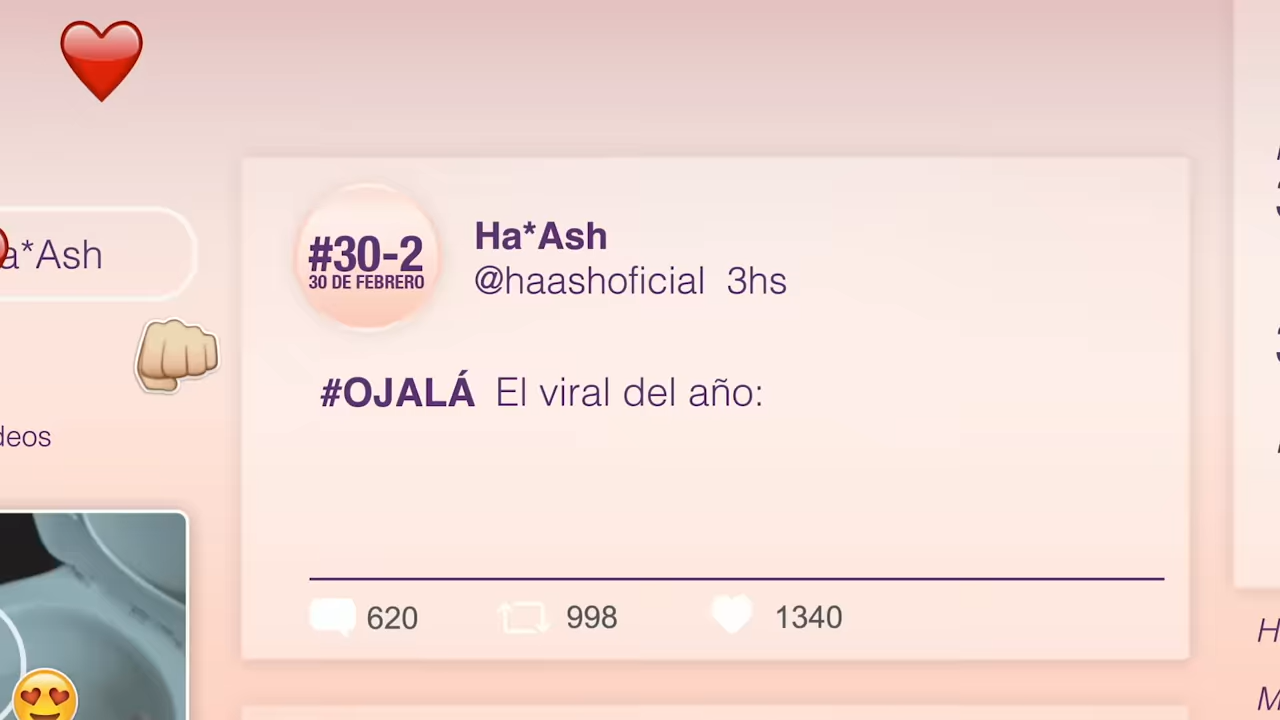 #30-2
30 DE FEBRERO
Ha*Ash
@haashoficial 3hs
a*Ash
#OJALÁ El viral del año:
deos
620 998 1340
H
M